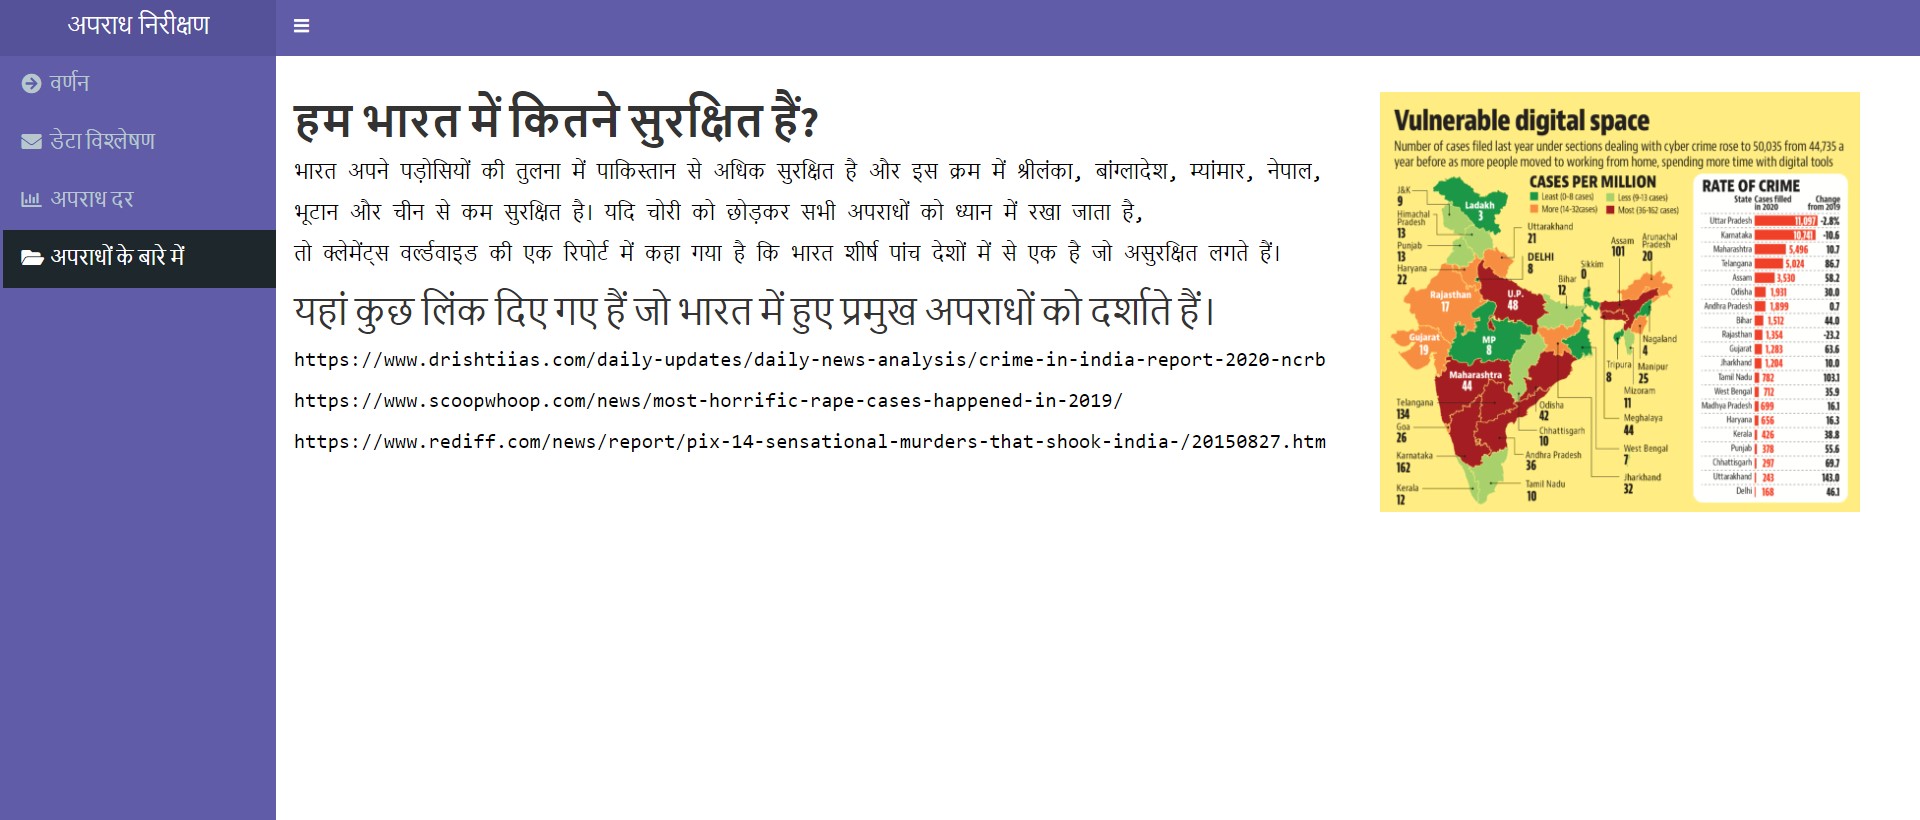 अपराध निरीक्षण
वर्णन
डेटा विश्लेषण
अपराध दर
अपराधों के बारे में
हम भारत में कितने सुरक्षित हैं?
भारत अपने पड़ोसियों की तुलना में पाकिस्तान से अधिक सुरक्षित है और इस क्रम में श्रीलंका, बांग्लादेश, म्यांमार, नेपाल,
भूटान और चीन से कम सुरक्षित है। यदि चोरी को छोड़कर सभी अपराधों को ध्यान में रखा जाता है,
तो क्लेमेंट्स वर्ल्डवाइड की एक रिपोर्ट में कहा गया है कि भारत शीर्ष पांच देशों में से एक है जो असुरक्षित लगते हैं।
यहां कुछ लिंक दिए गए हैं जो भारत में हुए प्रमुख अपराधों को दर्शाते हैं।
https://www.drishtiias.com/daily-updates/daily-news-analysis/crime-in-india-report-2020-ncrb
https://www.scoopwhoop.com/news/most-horrific-rape-cases-happened-in-2019/
https://www.rediff.com/news/report/pix-14-sensational-murders-that-shook-india-/20150827.htm
Vulnerable digital space
Number of cases filed last year under sections dealing with cyber crime rose to 50,035 from 44,735 a
year before as more people moved to working from home, spending more time with digital tools
CASES PER MILLION
Least (0-8 cases) Less (9-13 cases)
More (14-32cases) Most (36-162 cases)
J&K
9
Ladakh
3
Himachal
Pradesh
13
Punjab
13
Haryana
22
Uttarakhand
21
DELHI
8
Bihar
12
Sikkim
0
Assam
101
Arunachal
Pradesh
20
Rajasthan
17
U.P.
48
Gujarat
19
MP
8
Maharashtra
44
Nagaland
4
Tripura
8
Manipur
25
Mizoram
11
Meghalaya
44
Telangana
134
Goa
26
Karnataka
162
Kerala
12
Odisha
42
Chhattisgarh
10
Andhra Pradesh
36
Tamil Nadu
10
West Bengal
7
Jharkhand
32
RATE OF CRIME
State Cases filled in 2020 Change from 2019
Uttar Pradesh 11,097 -2.8%
Karnataka 10,741 -10.6
Maharashtra 5,496 10.7
Telangana 5,024 86.7
Assam 3,530 58.2
Odisha 1,931 30.0
Andhra Pradesh 1,899 0.7
Bihar 1,512 44.0
Rajasthan 1,354 -23.2
Gujarat 1,283 63.6
Jharkhand 1,204 10.0
Tamil Nadu 782 103.1
West Bengal 712 35.9
Madhya Pradesh 699 16.1
Haryana 656 16.3
Kerala 426 38.8
Punjab 378 55.6
Chhattisgarh 297 69.7
Uttarakhand 243 143.0
Delhi 168 46.1